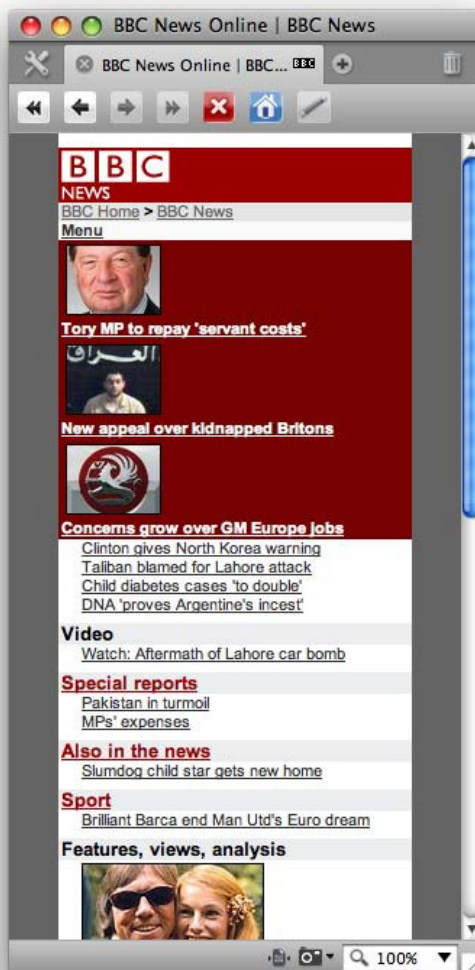 BBC News Online | BBC News
BBC News Online | BBC... BBC
BBC
NEWS
BBC Home > BBC News
Menu
Tory MP to repay 'servant costs'
العراق
New appeal over kidnapped Britons
Concerns grow over GM Europe jobs
Clinton gives North Korea warning
Taliban blamed for Lahore attack
Child diabetes cases 'to double'
DNA 'proves Argentine's incest'
Video
Watch: Aftermath of Lahore car bomb
Special reports
Pakistan in turmoil
MPs' expenses
Also in the news
Slumdog child star gets new home
Sport
Brilliant Barca end Man Utd's Euro dream
Features, views, analysis
100%